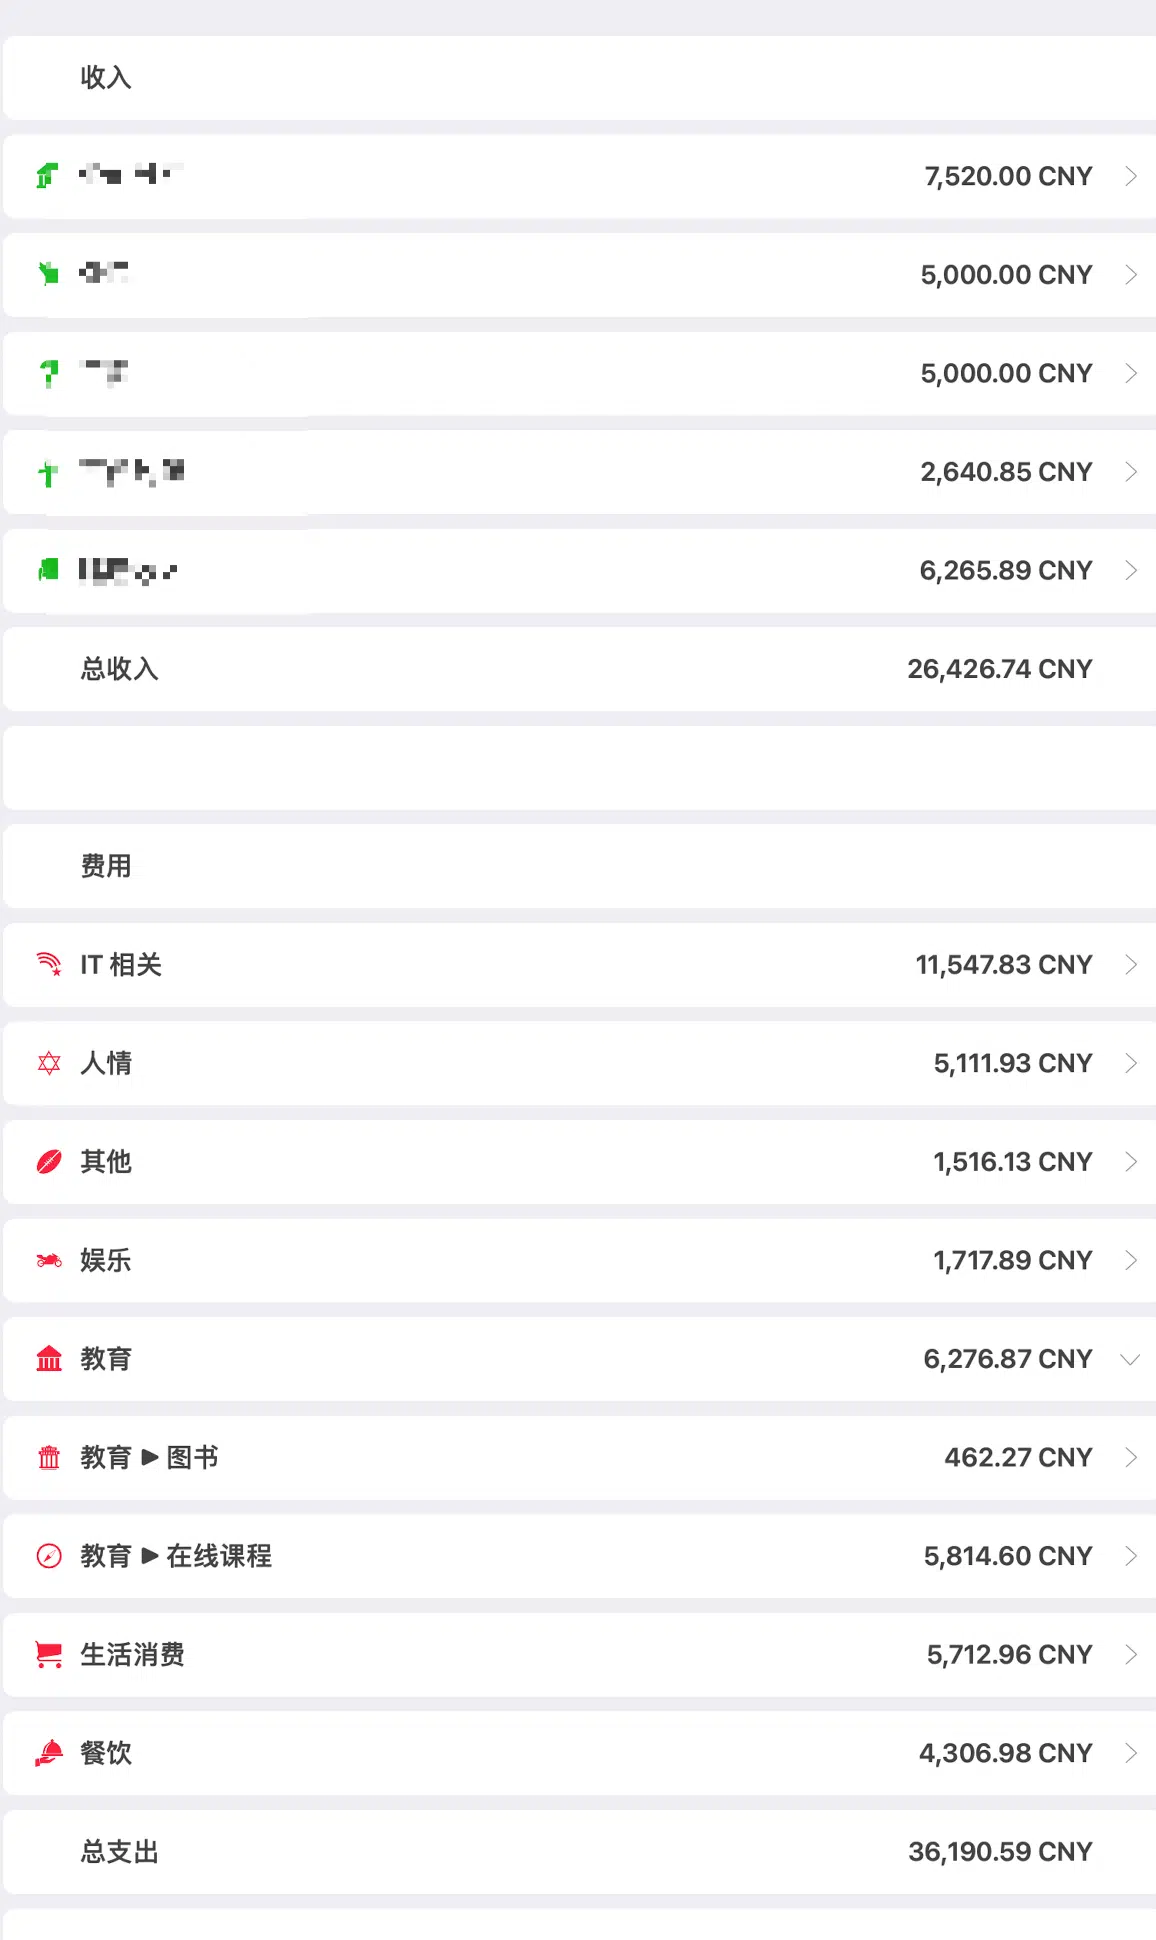 收入
7,520.00 CNY
5,000.00 CNY
5,000.00 CNY
2,640.85 CNY
6,265.89 CNY
总收入 26,426.74 CNY
费用
IT 相关 11,547.83 CNY
人情 5,111.93 CNY
其他 1,516.13 CNY
娱乐 1,717.89 CNY
教育 6,276.87 CNY
教育 ▶ 图书 462.27 CNY
教育 ▶ 在线课程 5,814.60 CNY
生活消费 5,712.96 CNY
餐饮 4,306.98 CNY
总支出 36,190.59 CNY